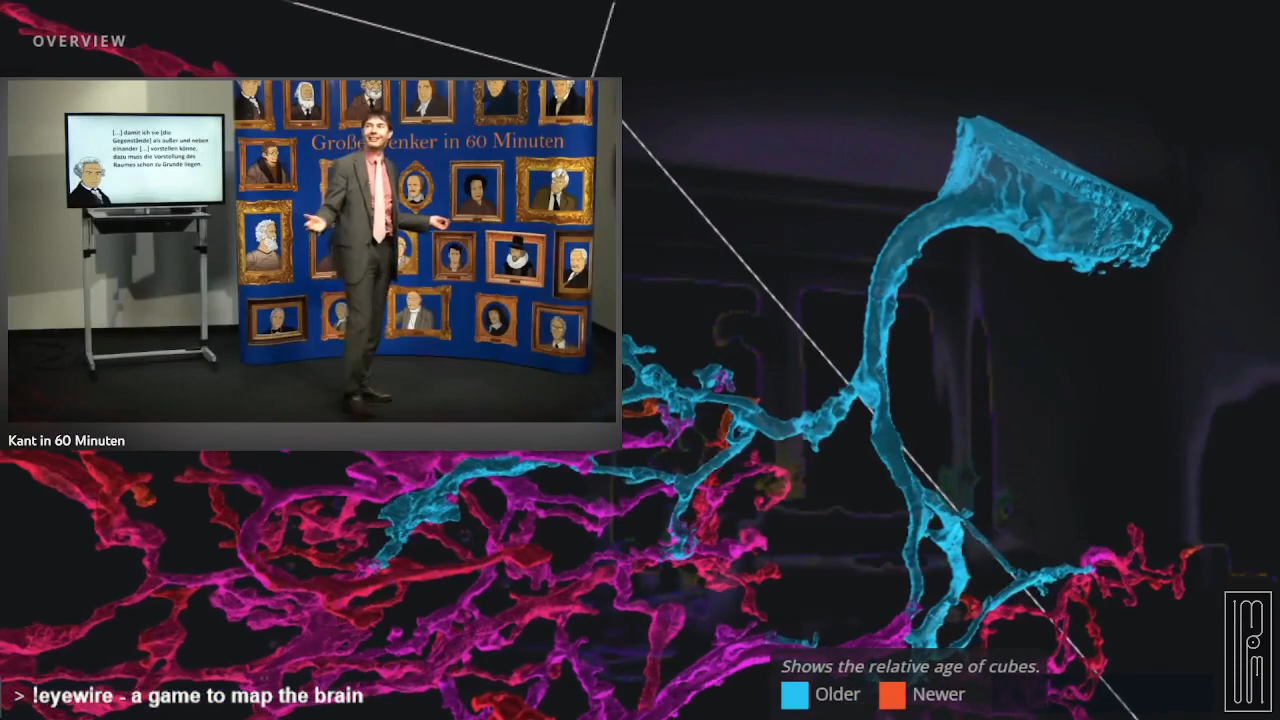 OVERVIEW
[...] damit ich sie [die
Gegenstände] als außer und neben
einander [...] vorstellen könne,
dazu muss die Vorstellung des
Raumes schon zu Grunde liegen.
Große Denker in 60 Minuten
Kant in 60 Minuten
Shows the relative age of cubes.
Older
Newer
> !eyewire - a game to map the brain